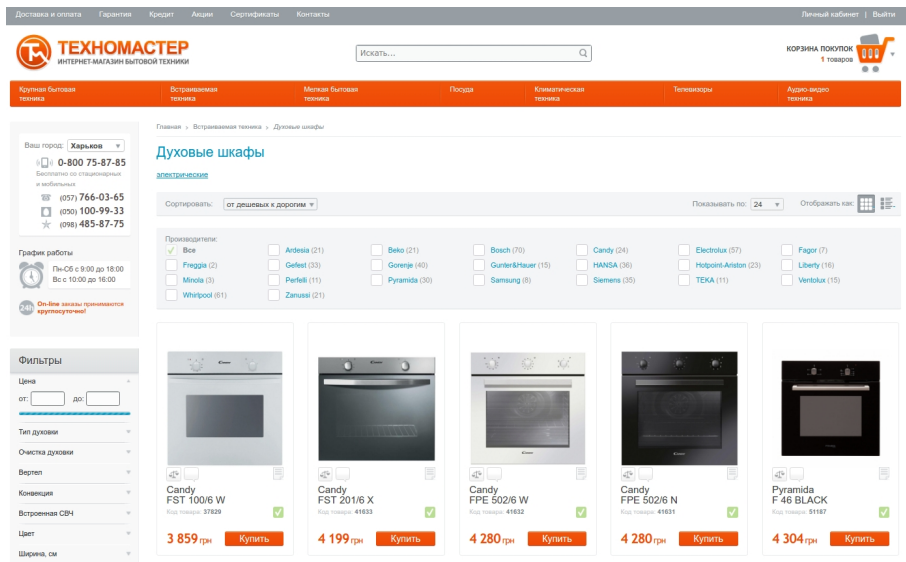 Доставка и оплата Гарантия Кредит Акции Сертификаты Контакты Личный кабинет | Выйти
ТЕХНОМАСТЕР
ИНТЕРНЕТ-МАГАЗИН БЫТОВОЙ ТЕХНИКИ
Искать...
КОРЗИНА ПОКУПОК
1 товаров
Крупная бытовая техника
Встраиваемая техника
Мелкая бытовая техника
Посуда
Климатическая техника
Телевизоры
Аудио-видео техника
Ваш город: Харьков
0-800 75-87-85
Бесплатно со стационарных
и мобильных
(057) 766-03-65
(050) 100-99-33
(098) 485-87-75
График работы
Пн-Сб с 9:00 до 18:00
Вс с 10:00 до 16:00
24h On-line заказы принимаются
круглосуточно!
Фильтры
Цена
от: до:
Тип духовки
Очистка духовки
Вертел
Конвекция
Встроенная СВЧ
Цвет
Ширина, см
Главная » Встраиваемая техника » Духовые шкафы
Духовые шкафы
электрические
Сортировать: от дешевых к дорогим Показывать по: 24 Отображать как:
Производители:
Все Ardesia (21) Beko (21) Bosch (70) Candy (24) Electrolux (57) Fagor (7)
Freggia (2) Gefest (33) Gorenje (40) Gunter&Hauer (15) HANSA (36) Hotpoint-Ariston (23) Liberty (16)
Minola (3) Perfelli (11) Pyramida (30) Samsung (8) Siemens (35) TEKA (11) Ventolux (15)
Whirlpool (61) Zanussi (21)
Candy
FST 100/6 W
Код товара: 37829
3 859 грн Купить
Candy
FST 201/6 X
Код товара: 41633
4 199 грн Купить
Candy
FPE 502/6 W
Код товара: 41632
4 280 грн Купить
Candy
FPE 502/6 N
Код товара: 41631
4 280 грн Купить
Pyramida
F 46 BLACK
Код товара: 51187
4 304 грн Купить